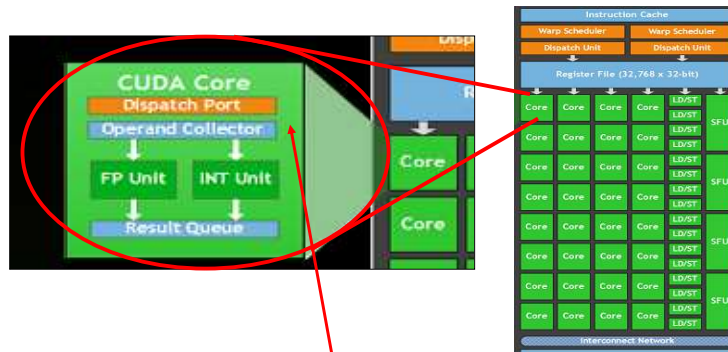 CUDA Core
Dispatch Port
Operand Collector
FP Unit INT Unit
Result Queue
Disp
R
Core
Core
Instruction Cache
Warp Scheduler Warp Scheduler
Dispatch Unit Dispatch Unit
Register File (32,768 x 32-bit)
Core Core Core Core LD/ST
LD/ST
SFU
Core Core Core Core LD/ST
LD/ST
Core Core Core Core LD/ST
LD/ST
SFU
Core Core Core Core LD/ST
LD/ST
Core Core Core Core LD/ST
LD/ST
SFU
Core Core Core Core LD/ST
LD/ST
Core Core Core Core LD/ST
LD/ST
SFU
Core Core Core Core LD/ST
LD/ST
Interconnect Network